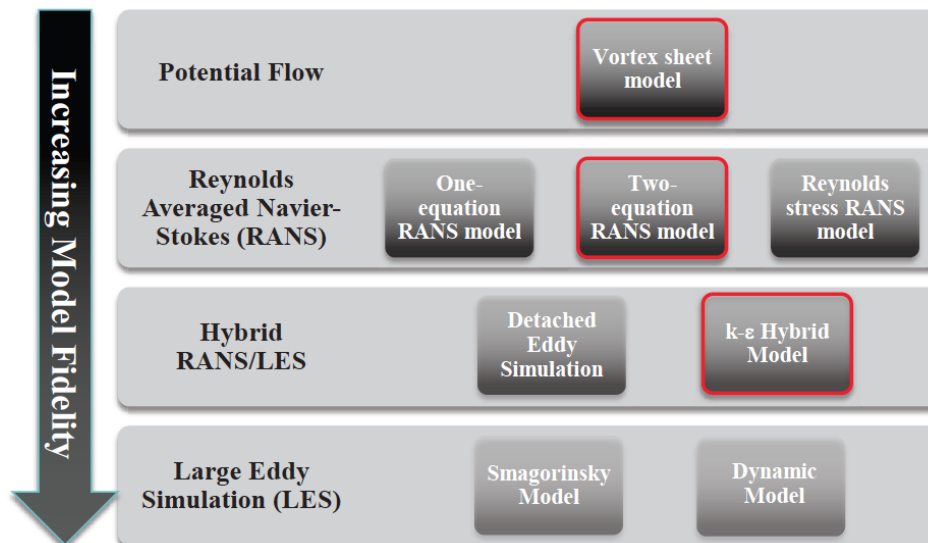 Increasing Model Fidelity
Potential Flow
Vortex sheet
model
Reynolds
Averaged Navier-
Stokes (RANS)
One-
equation
RANS model
Two-
equation
RANS model
Reynolds
stress RANS
model
Hybrid
RANS/LES
Detached
Eddy
Simulation
k-ε Hybrid
Model
Large Eddy
Simulation (LES)
Smagorinsky
Model
Dynamic
Model